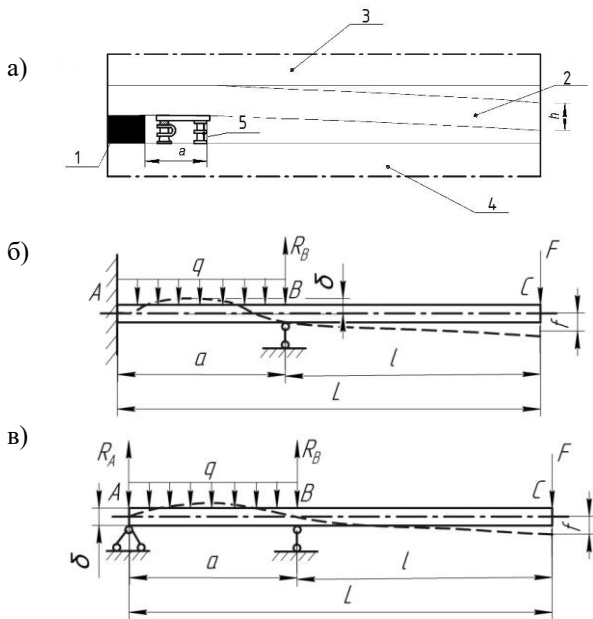 а)
3
2
h
1
a
5
4
б)
R_B
A q B δ C F
f
a l
L
в)
R_A R_B F
A q B C
δ f
a l
L